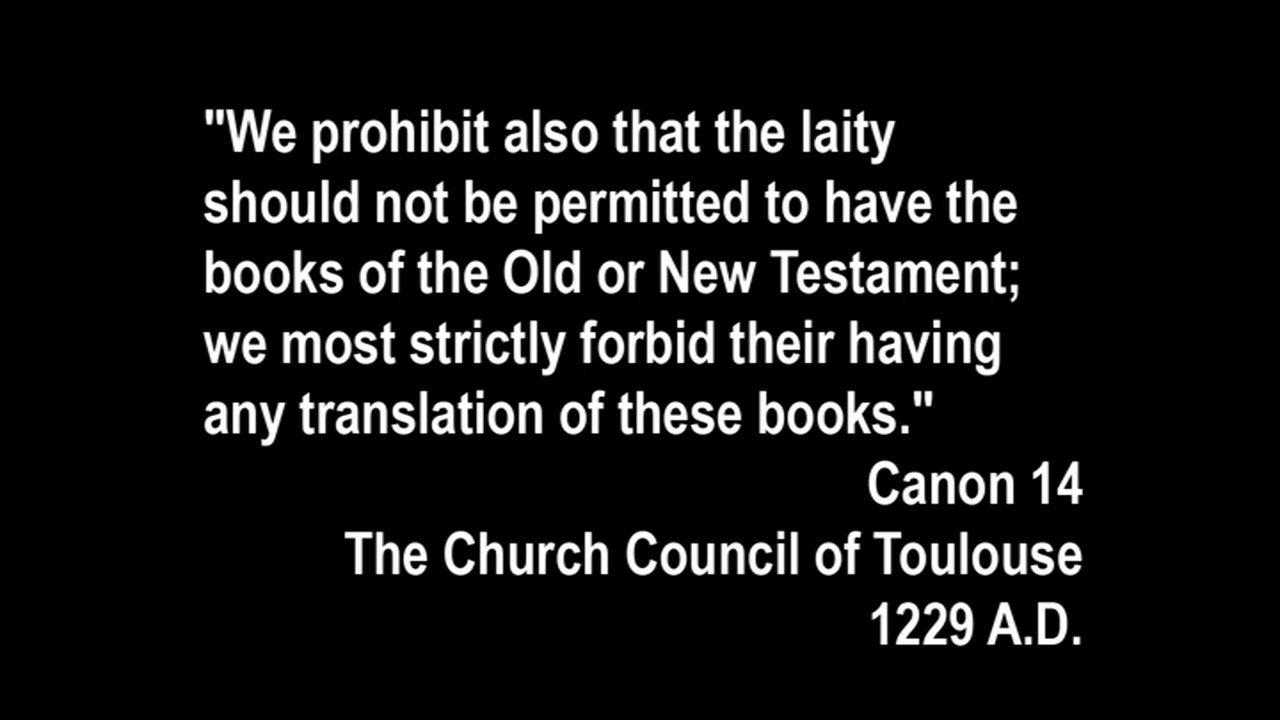 "We prohibit also that the laity
should not be permitted to have the
books of the Old or New Testament;
we most strictly forbid their having
any translation of these books."
Canon 14
The Church Council of Toulouse
1229 A.D.